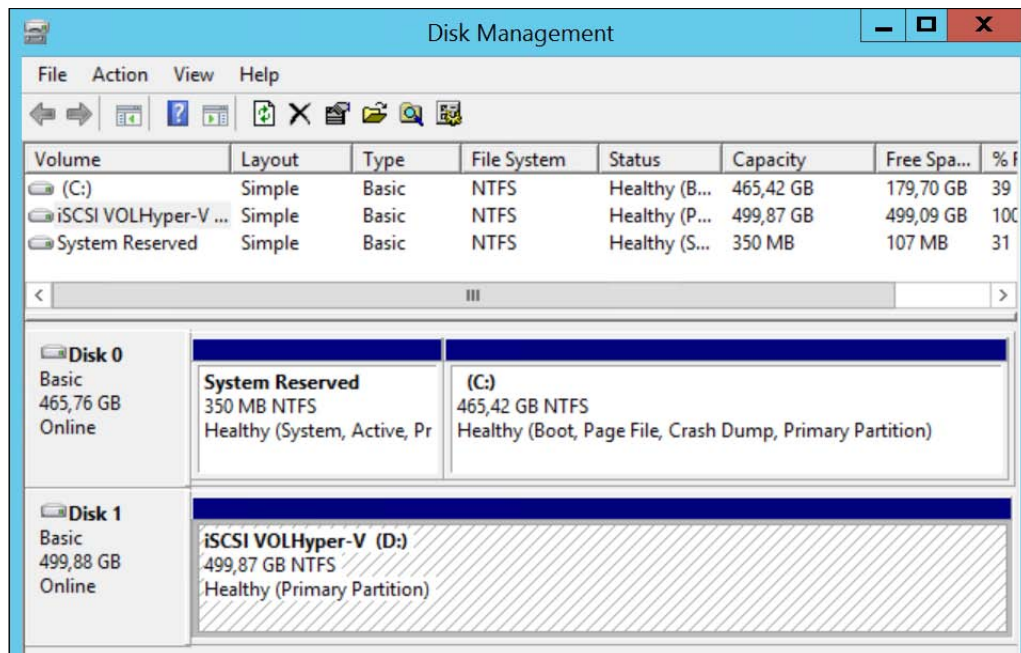 Disk Management
File Action View Help
Volume Layout Type File System Status Capacity Free Spa... % F
(C:) Simple Basic NTFS Healthy (B... 465,42 GB 179,70 GB 39
iSCSI VOLHyper-V ... Simple Basic NTFS Healthy (P... 499,87 GB 499,09 GB 100
System Reserved Simple Basic NTFS Healthy (S... 350 MB 107 MB 31
Disk 0
Basic
465,76 GB
Online
System Reserved
350 MB NTFS
Healthy (System, Active, Pr
(C:)
465,42 GB NTFS
Healthy (Boot, Page File, Crash Dump, Primary Partition)
Disk 1
Basic
499,88 GB
Online
iSCSI VOLHyper-V (D:)
499,87 GB NTFS
Healthy (Primary Partition)